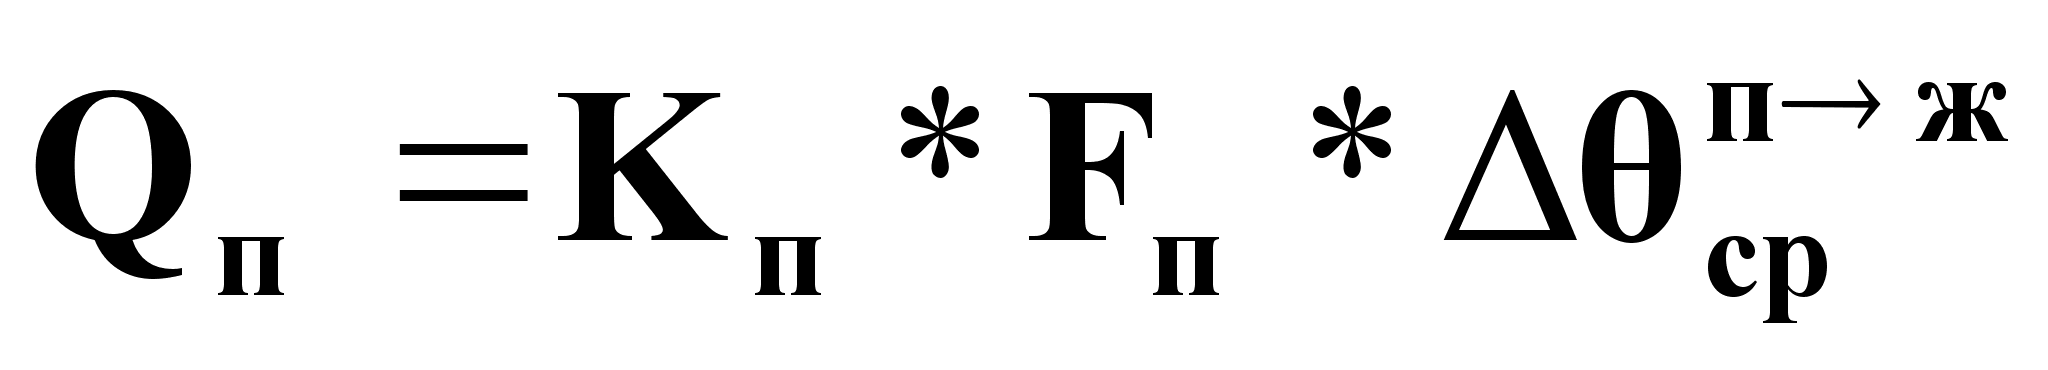 Qп =Kп * Fп * Δθср^п→ ж